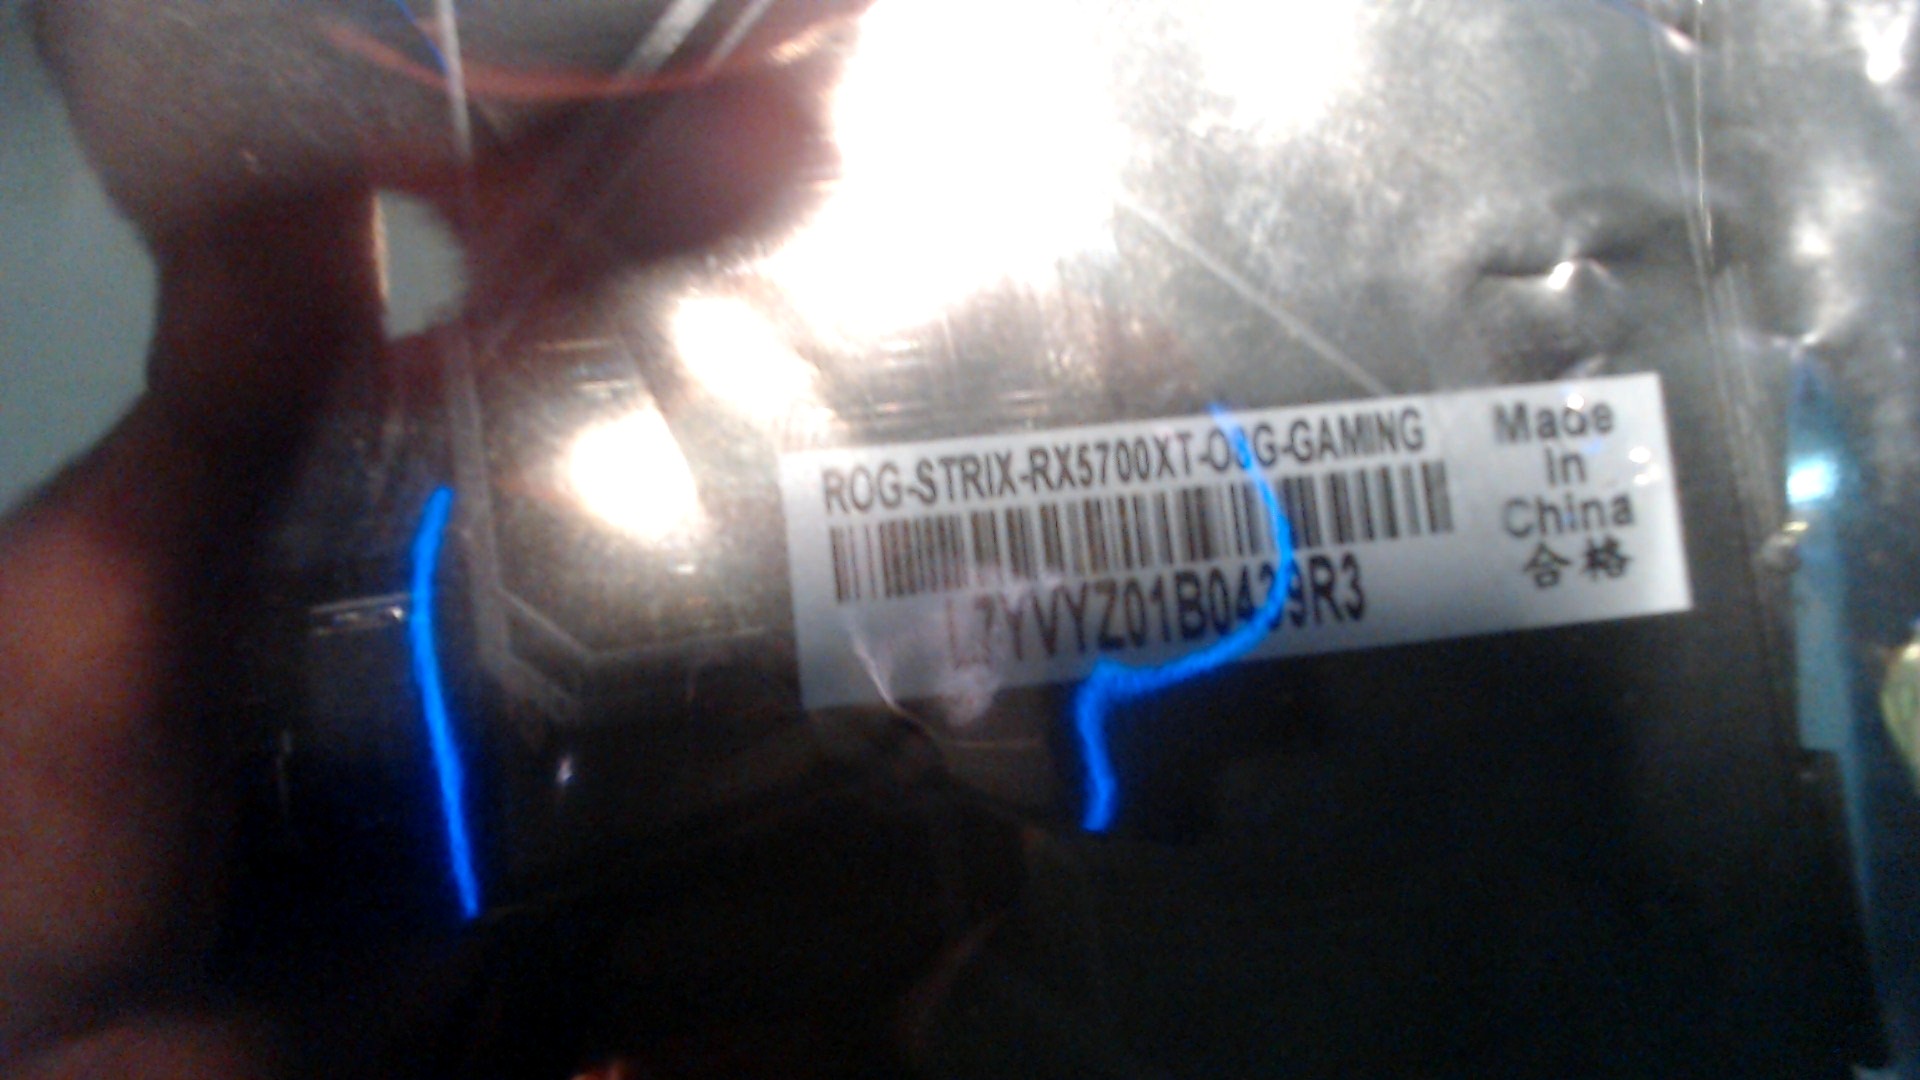 ROG-STRIX-RX5700XT-O8G-GAMING
Made
in
China
合格